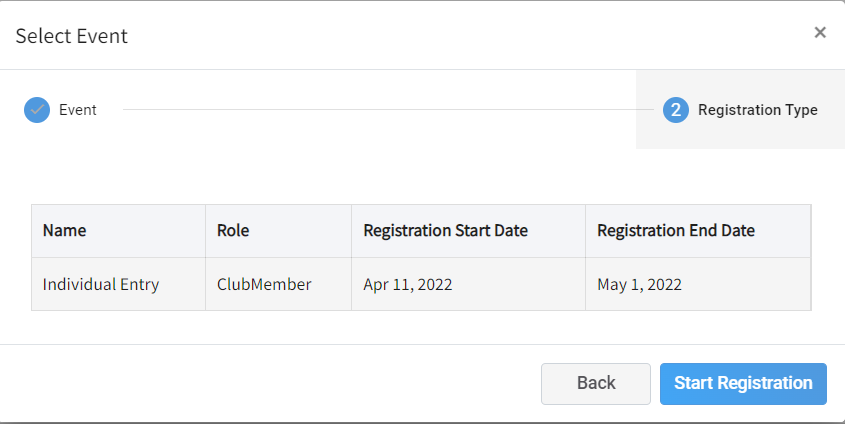 Select Event ×
Event 2 Registration Type
Name Role Registration Start Date Registration End Date
Individual Entry ClubMember Apr 11, 2022 May 1, 2022
Back Start Registration